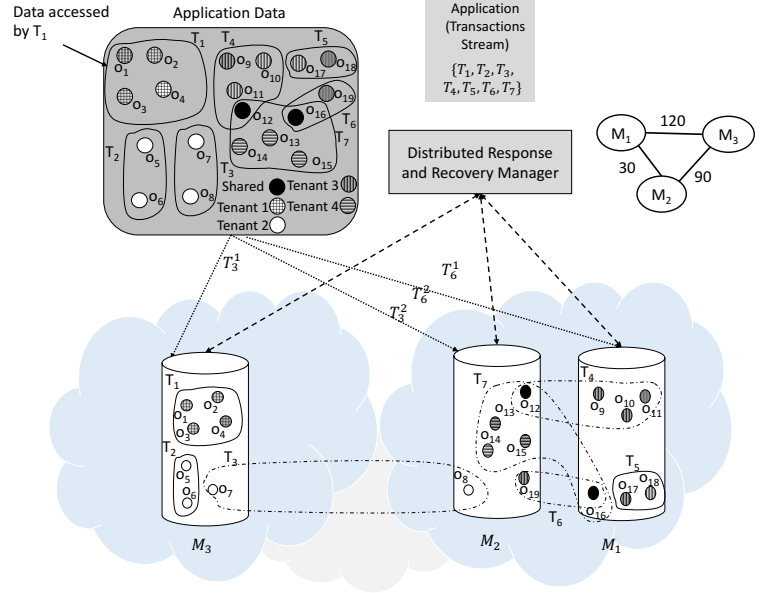 Data accessed
by T1
Application Data
Application
(Transactions
Stream)
{T1, T2, T3,
T4, T5, T6, T7}
T1
O1
O2
O3
O4
T4
O9
O10
O11
O12
T5
O17
O18
O19
O16
T6
T7
O13
O14
O15
T2
O5
O6
O7
O8
T3
Shared
Tenant 3
Tenant 1
Tenant 4
Tenant 2
Distributed Response
and Recovery Manager
M1
120
M3
30
90
M2
T_3^1
T_6^1
T_6^2
T_3^2
T1
O1
O2
O3
O4
T2
T3
O5
O6
O7
M3
T7
O12
O13
O14
O15
O8
O19
T6
M2
T4
O9
O10
O11
T5
O17
O18
O16
M1